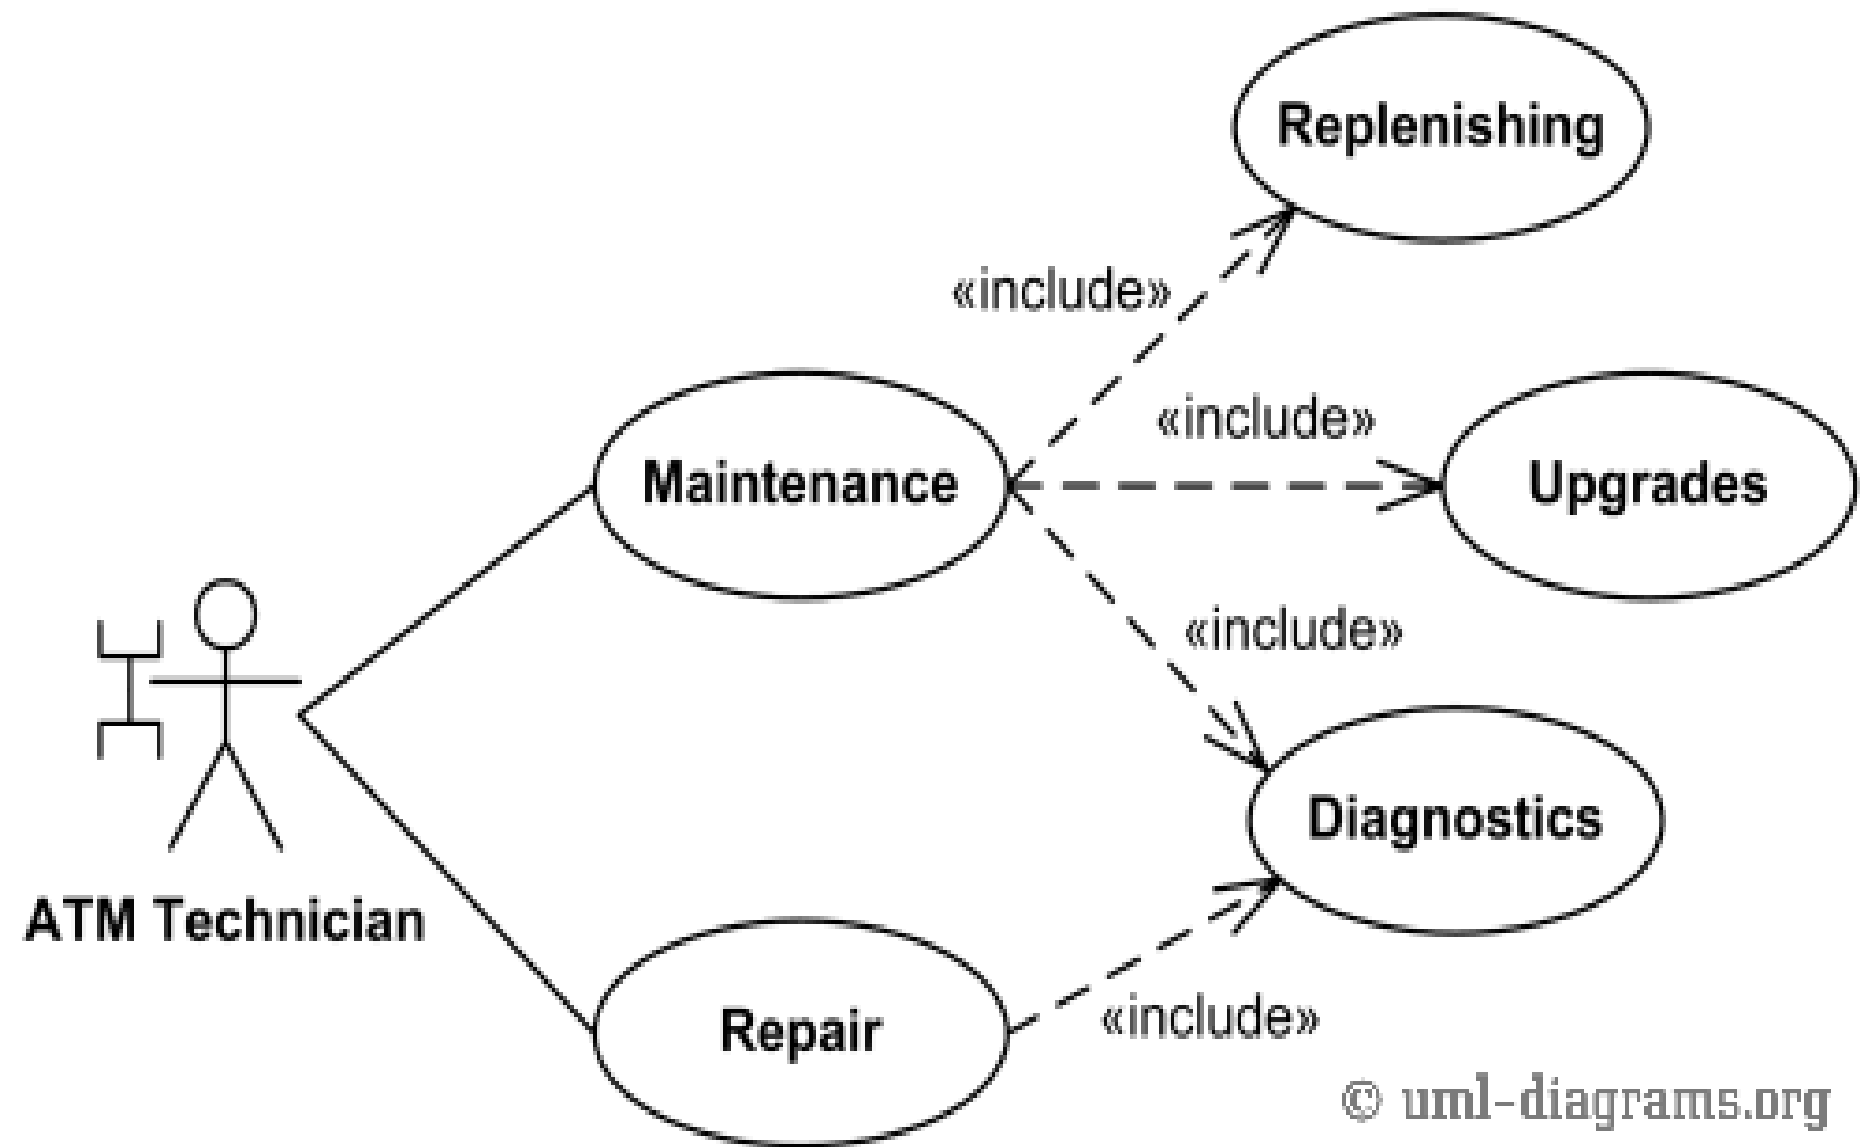 Replenishing
«include»
«include»
Maintenance
Upgrades
«include»
Diagnostics
ATM Technician
Repair
«include»
© uml-diagrams.org